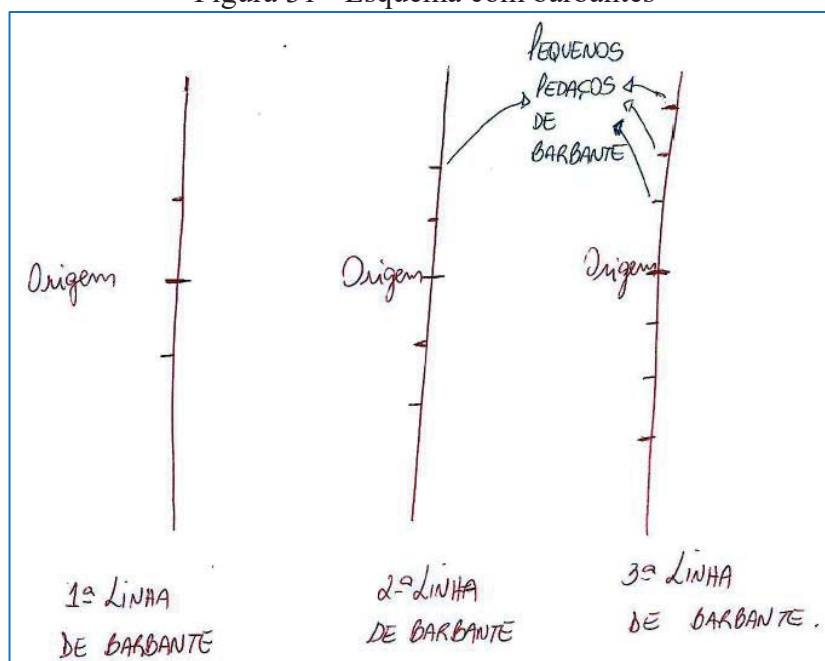 Figura 31 - Esquema com barbantes
PEQUENOS
PEDAÇOS
DE
BARBANTE
Origem
Origem
Origem
1ª LINHA
DE BARBANTE
2ª LINHA
DE BARBANTE
3ª LINHA
DE BARBANTE.